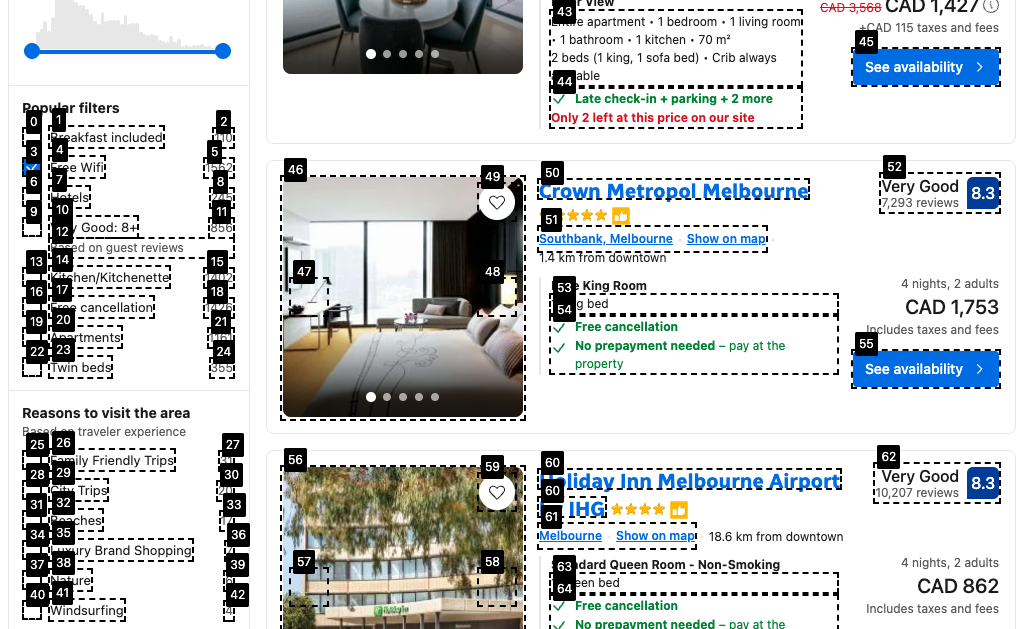 Popular filters
Breakfast included
Free Wifi
Hotels
Very Good: 8+
856
Based on guest reviews
Kitchen/Kitchenette
Free cancellation
Apartments
Twin beds
355
Reasons to visit the area
Based on traveler experience
Family Friendly Trips
City Trips
Beaches
Luxury Brand Shopping
Nature
Windsurfing
4
View
CAD 3,568 CAD 1,427
+CAD 115 taxes and fees
Entire apartment • 1 bedroom • 1 living room
• 1 bathroom • 1 kitchen • 70 m²
2 beds (1 king, 1 sofa bed) • Crib always
available
Late check-in + parking + 2 more
Only 2 left at this price on our site
See availability
Crown Metropol Melbourne
Southbank, Melbourne Show on map
1.4 km from downtown
Very Good 8.3
7,293 reviews
King Room
bed
Free cancellation
No prepayment needed – pay at the
property
4 nights, 2 adults
CAD 1,753
Includes taxes and fees
See availability
Holiday Inn Melbourne Airport
IHG
Melbourne Show on map 18.6 km from downtown
Very Good 8.3
10,207 reviews
Standard Queen Room - Non-Smoking
queen bed
Free cancellation
No prepayment needed – pay at the
4 nights, 2 adults
CAD 862
Includes taxes and fees
Holiday Inn
0
1
2
3
4
5
6
7
8
9
10
11
12
13
14
15
16
17
18
19
20
21
22
23
24
25
26
27
28
29
30
31
32
33
34
35
36
37
38
39
40
41
42
43
44
45
46
47
48
49
50
51
52
53
54
55
56
57
58
59
60
60
61
62
63
64